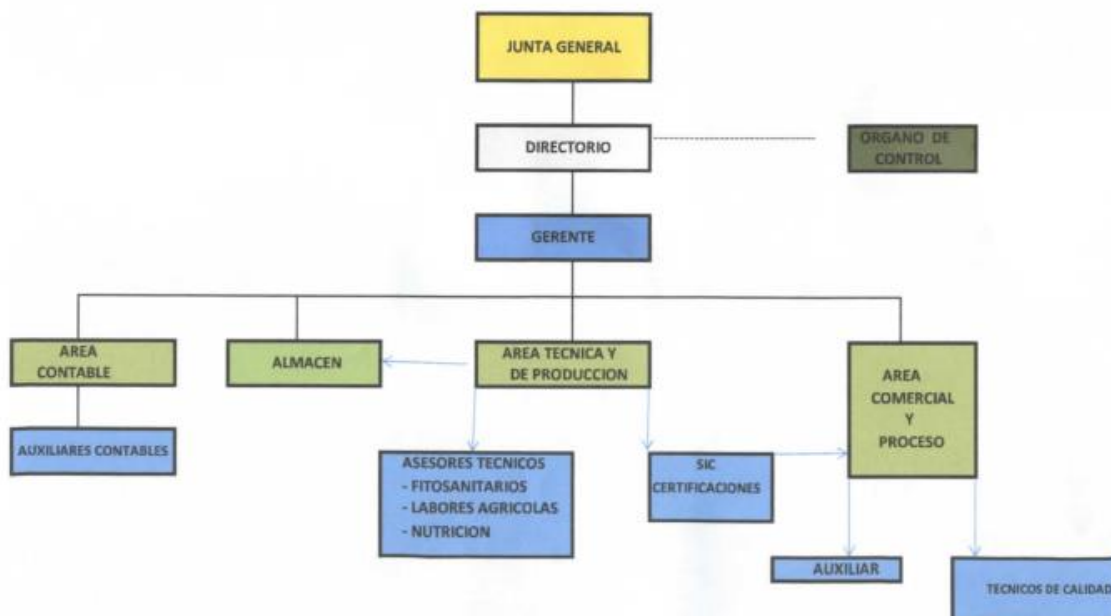 JUNTA GENERAL
DIRECTORIO
ORGANO DE
CONTROL
GERENTE
AREA
CONTABLE
ALMACEN
AREA TECNICA Y
DE PRODUCCION
AREA
COMERCIAL
Y
PROCESO
AUXILIARES CONTABLES
ASESORES TECNICOS
- FITOSANITARIOS
- LABORES AGRICOLAS
- NUTRICION
SIC
CERTIFICACIONES
AUXILIAR
TECNICOS DE CALIDAD